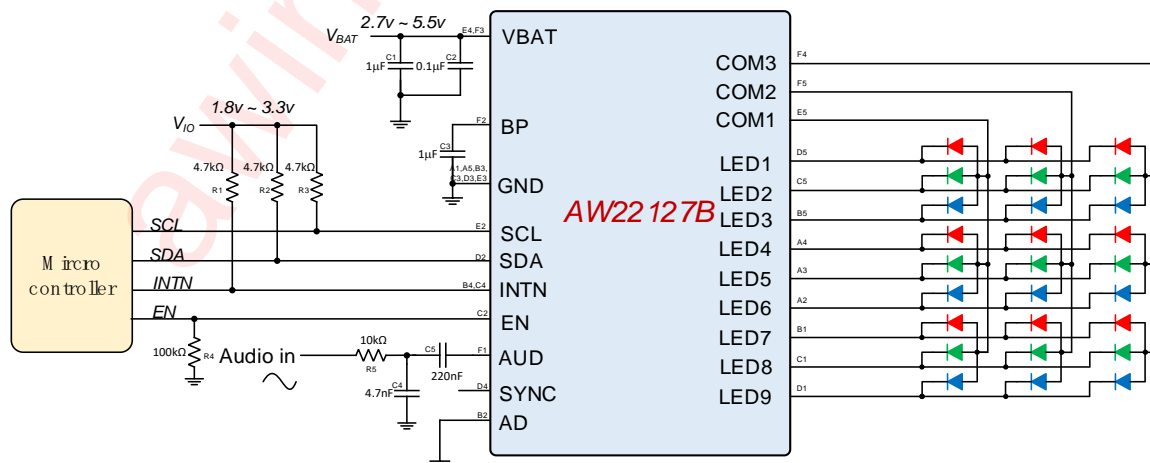 awin
2.7v ~ 5.5v
VBAT
E4,F3
VBAT
C1
1μF
C2
0.1μF
1.8v ~ 3.3v
VIO
F2
BP
C3
1μF
A1,A5,B3,
C3,D3,E3
GND
4.7kΩ
R1
4.7kΩ
R2
4.7kΩ
R3
Mircro
controller
SCL
E2
SCL
SDA
D2
SDA
INTN
B4,C4
INTN
EN
C2
EN
100kΩ
R4
Audio in
10kΩ
R5
C5
220nF
F1
AUD
4.7nF
C4
D4
SYNC
B2
AD
AW22127B
COM3
F4
COM2
F5
COM1
E5
LED1
D5
LED2
C5
LED3
B5
LED4
A4
LED5
A3
LED6
A2
LED7
B1
LED8
C1
LED9
D1